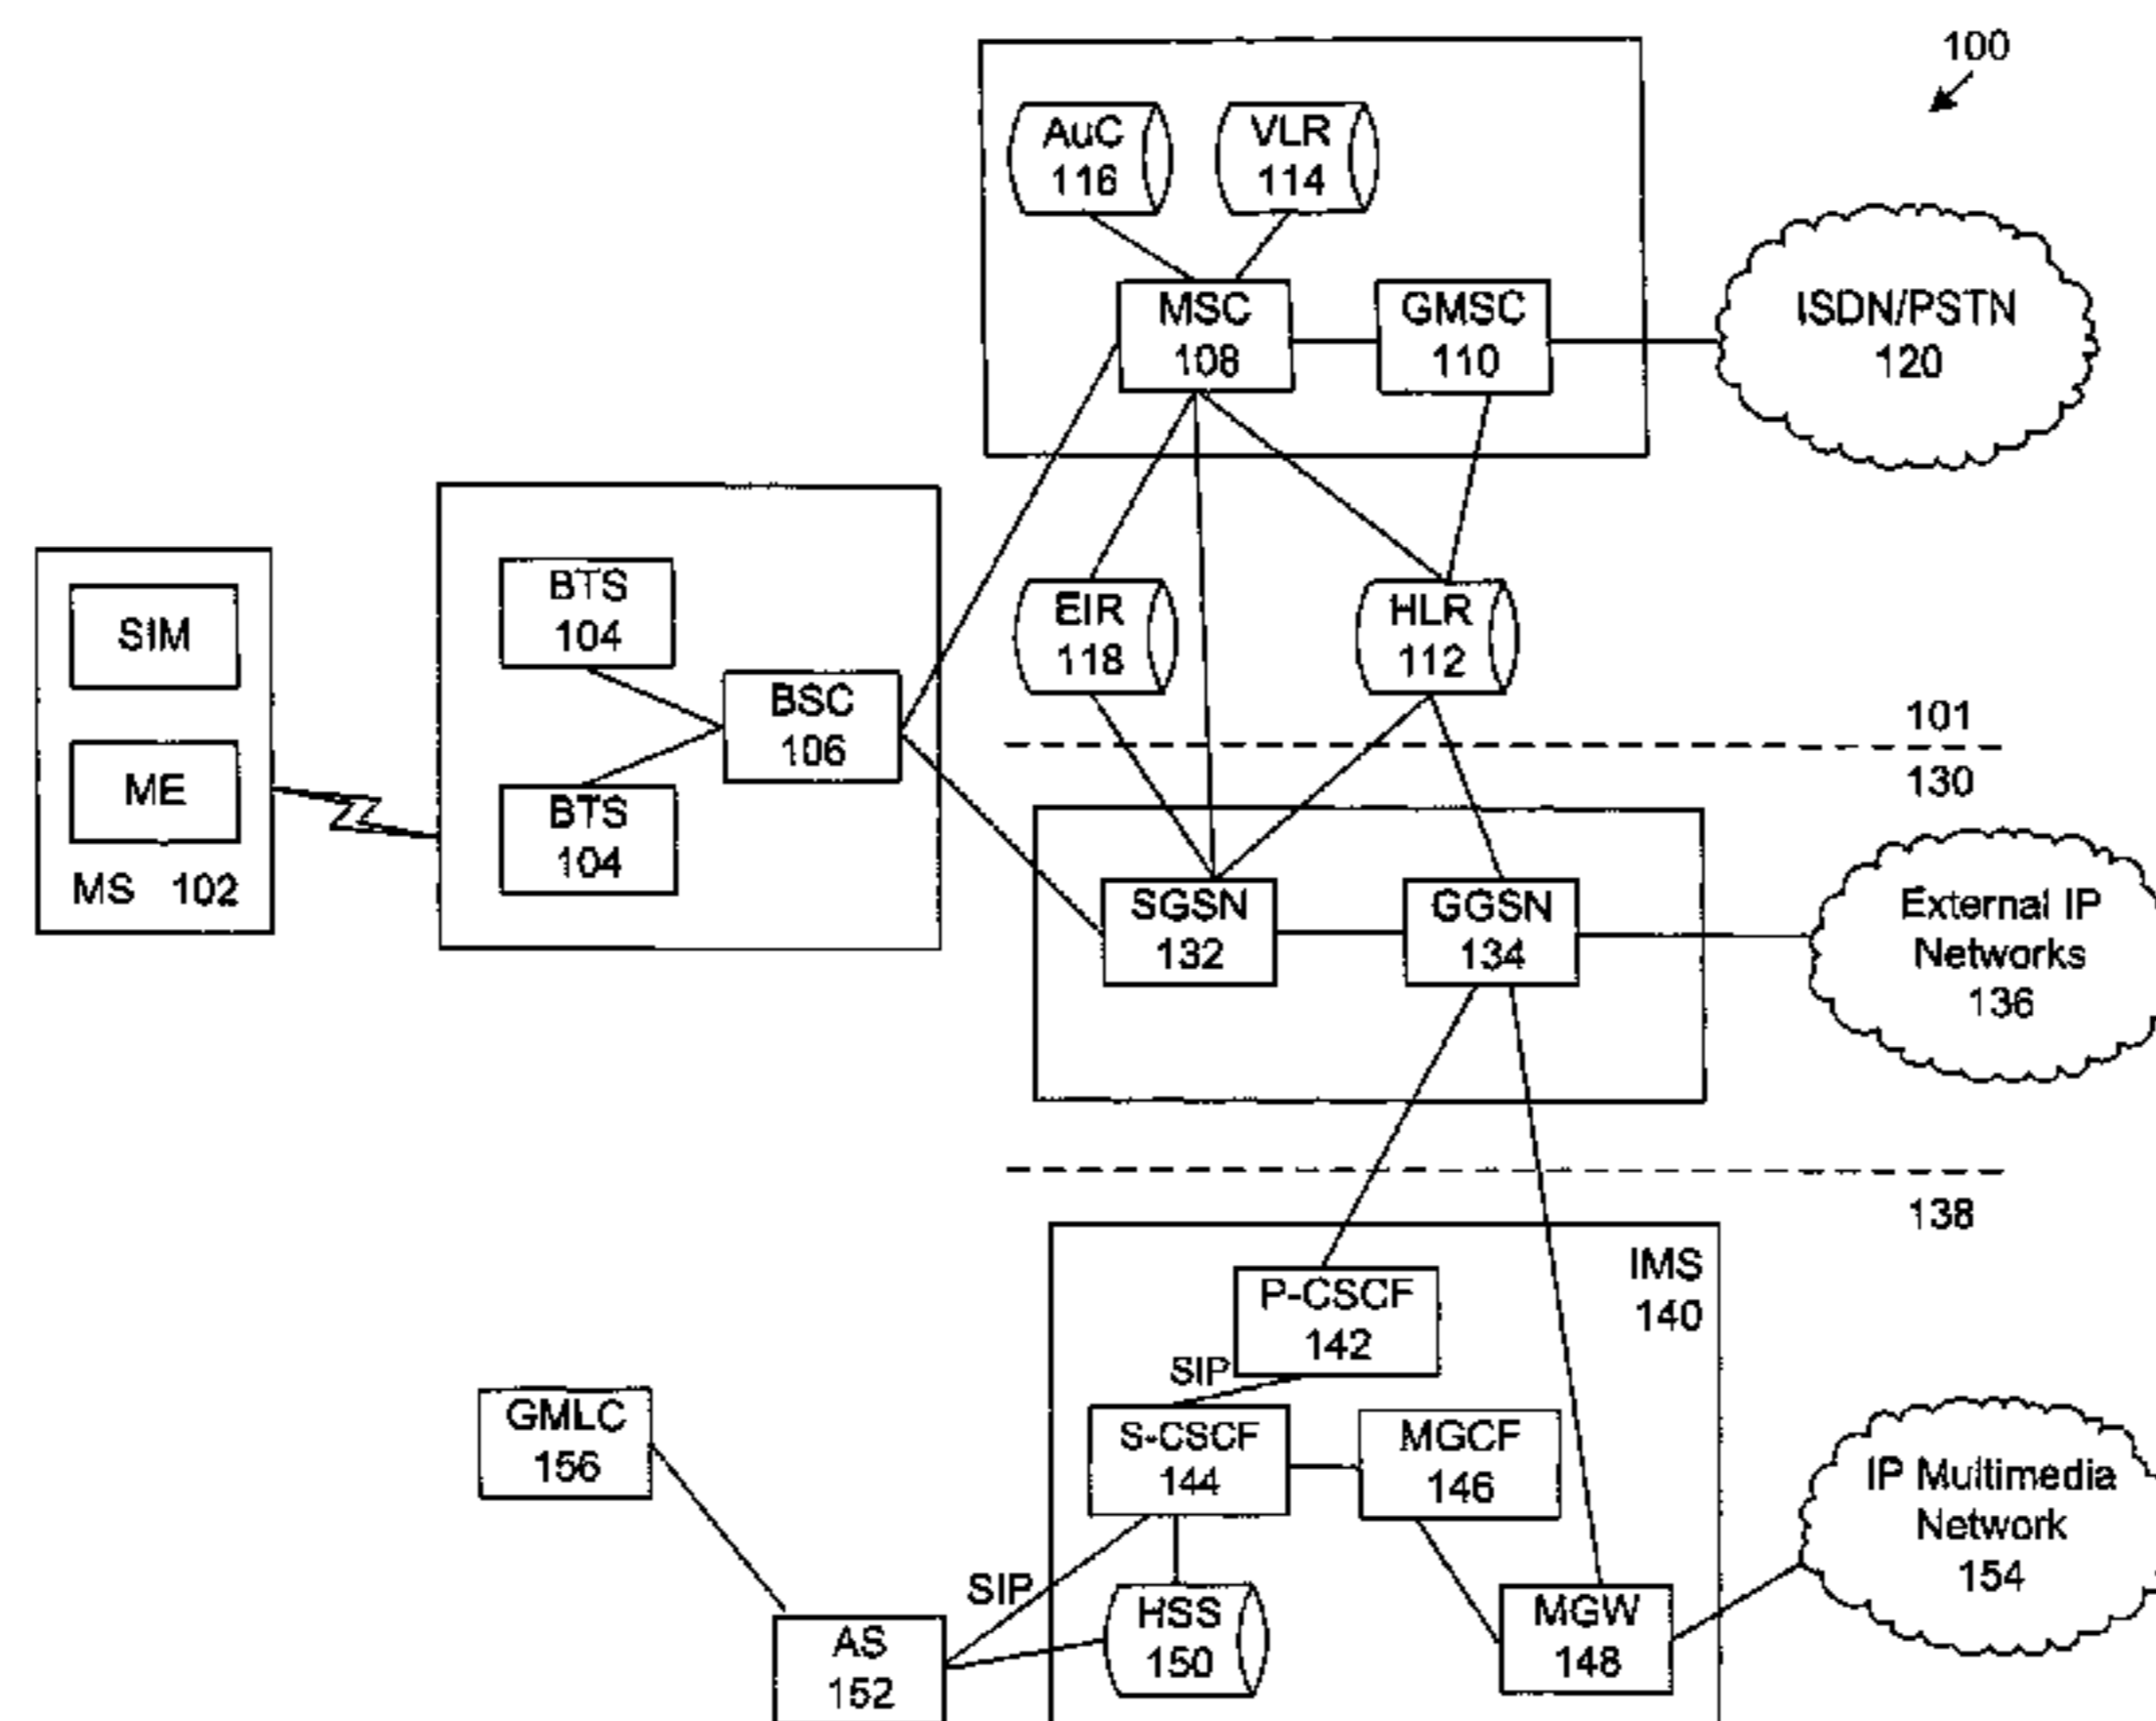 100
AuC
116
VLR
114
MSC
108
GMSC
110
ISDN/PSTN
120
SIM
ME
MS 102
BTS
104
BSC
106
BTS
104
EIR
118
HLR
112
101
130
SGSN
132
GGSN
134
External IP
Networks
136
138
IMS
140
P-CSCF
142
SIP
S-CSCF
144
MGCF
146
GMLC
156
IP Multimedia
Network
154
SIP
AS
152
HSS
150
MGW
148